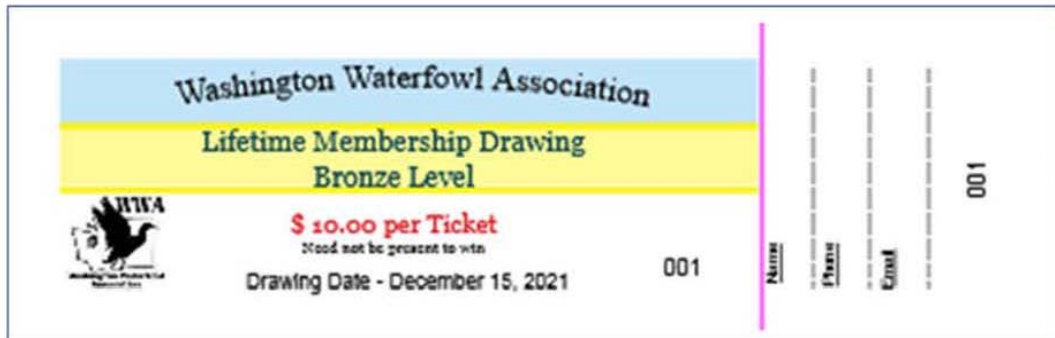 Washington Waterfowl Association
Lifetime Membership Drawing
Bronze Level
WWA
$ 10.00 per Ticket
Need not be present to win
Drawing Date - December 15, 2021
001
Name
Phone
Email
001